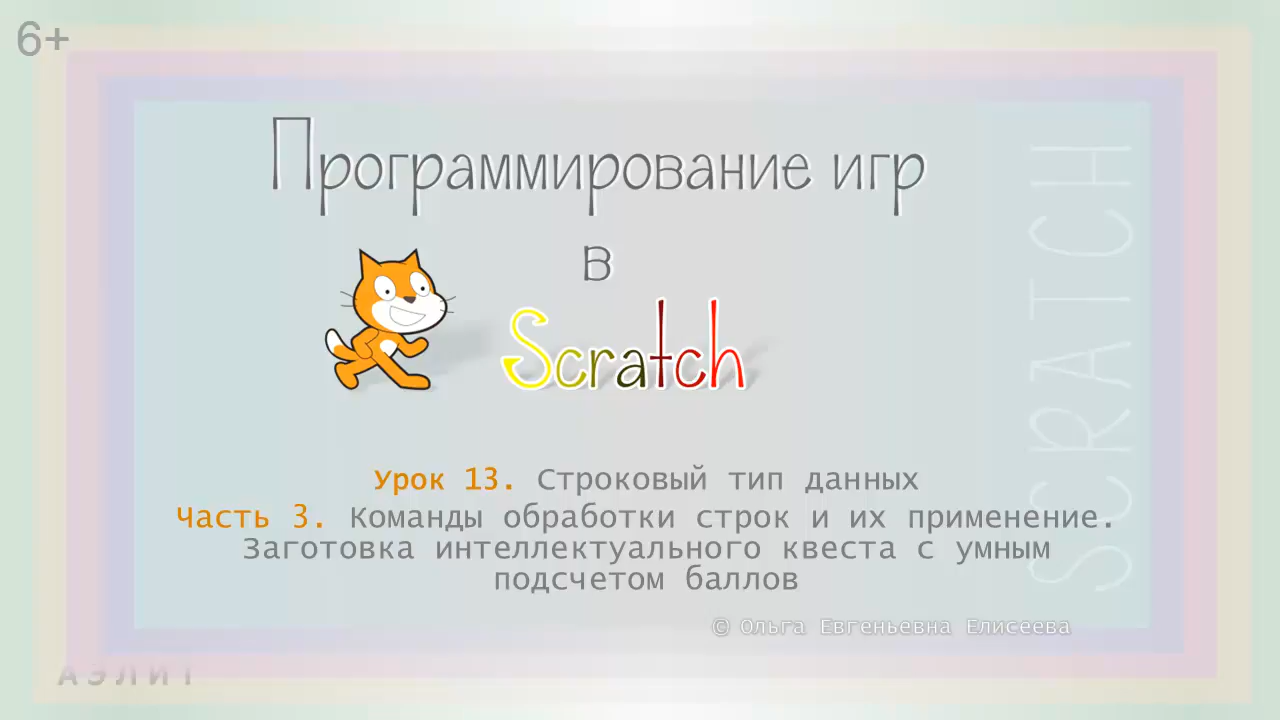 6+
Программирование игр
в
Scratch
SCRATCH
Урок 13. Строковый тип данных
Часть 3. Команды обработки строк и их применение.
Заготовка интеллектуального квеста с умным
подсчетом баллов
© Ольга Евгеньевна Елисеева